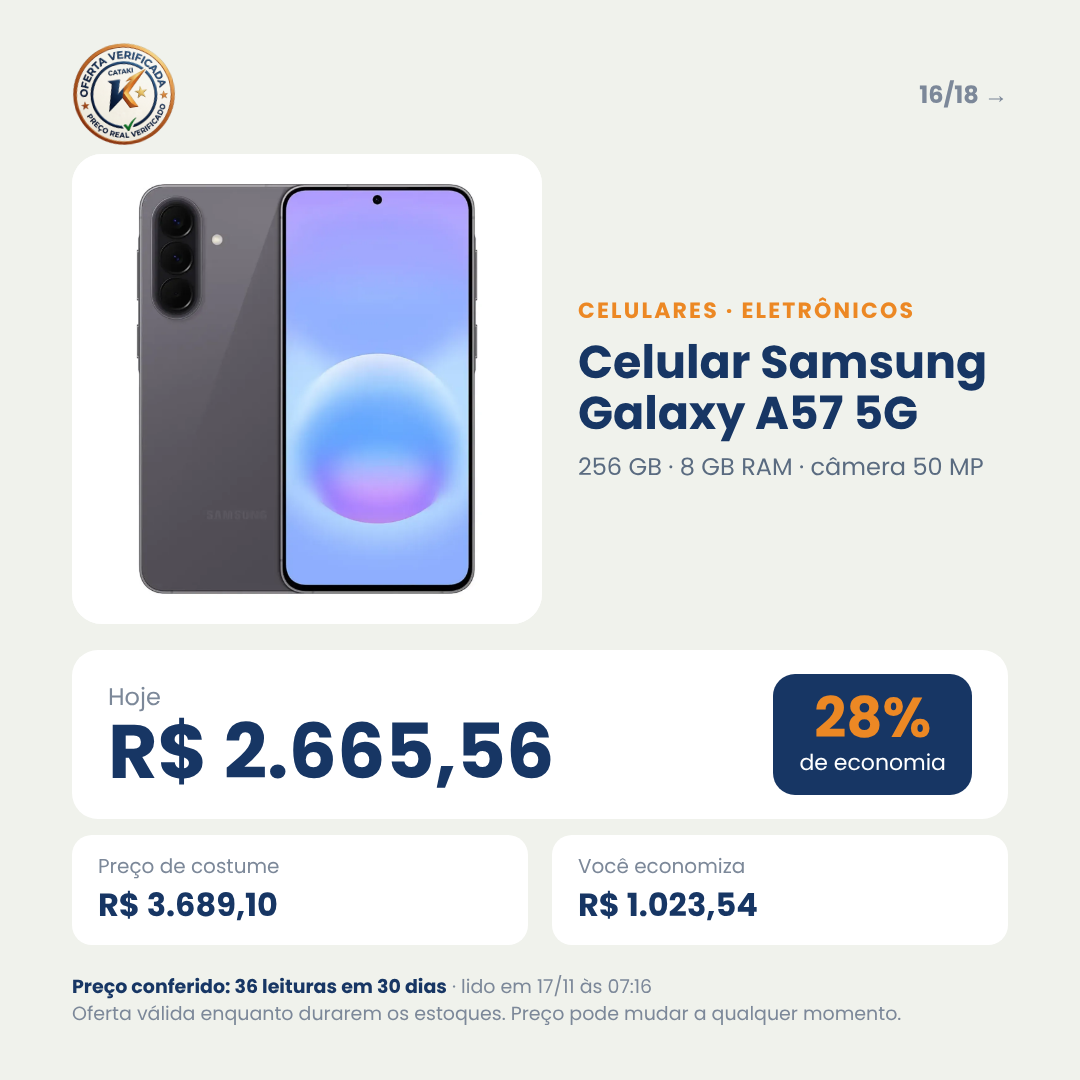 OFERTA VERIFICADA
CATAKI
PREÇO REAL VERIFICADO
16/18 →
SAMSUNG
CELULARES · ELETRÔNICOS
Celular Samsung
Galaxy A57 5G
256 GB · 8 GB RAM · câmera 50 MP
Hoje
R$ 2.665,56
28%
de economia
Preço de costume
R$ 3.689,10
Você economiza
R$ 1.023,54
Preço conferido: 36 leituras em 30 dias · lido em 17/11 às 07:16
Oferta válida enquanto durarem os estoques. Preço pode mudar a qualquer momento.